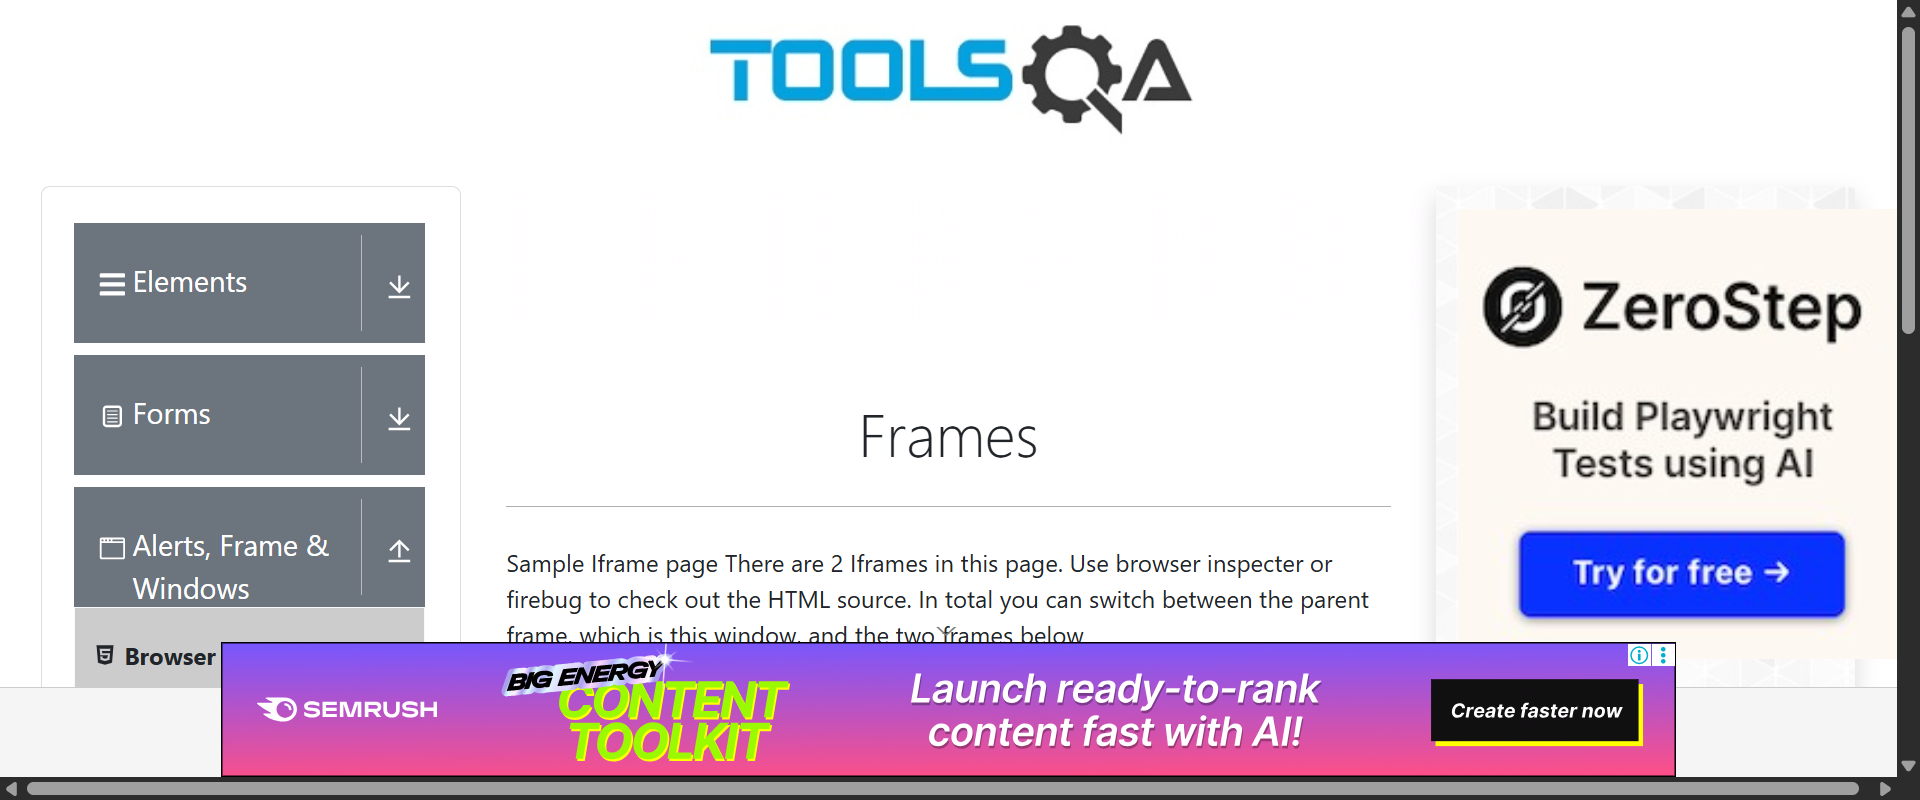 TOOLSQA
Elements
Forms
Alerts, Frame &
Windows
Browser
Frames
Sample Iframe page There are 2 Iframes in this page. Use browser inspecter or
firebug to check out the HTML source. In total you can switch between the parent
frame, which is this window, and the two frames below
ZeroStep
Build Playwright
Tests using AI
Try for free →
SEMRUSH
BIG ENERGY
CONTENT
TOOLKIT
Launch ready-to-rank
content fast with AI!
Create faster now